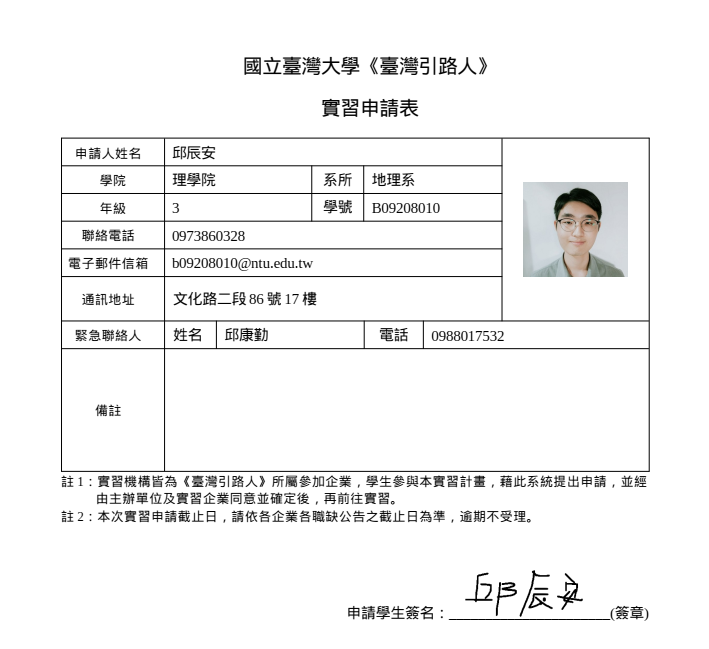 國立臺灣大學《臺灣引路人》
實習申請表
申請人姓名 邱辰安
學院 理學院 系所 地理系
年級 3 學號 B09208010
聯絡電話 0973860328
電子郵件信箱 b09208010@ntu.edu.tw
通訊地址 文化路二段 86 號 17 樓
緊急聯絡人 姓名 邱康勤 電話 0988017532
備註
註 1：實習機構皆為《臺灣引路人》所屬參加企業，學生參與本實習計畫，藉此系統提出申請，並經
由主辦單位及實習企業同意並確定後，再前往實習。
註 2：本次實習申請截止日，請依各企業各職缺公告之截止日為準，逾期不受理。
申請學生簽名：邱辰安(簽章)